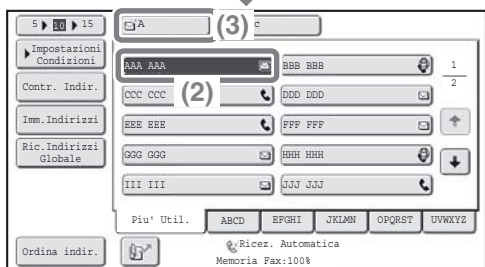 5 10 15
A
(3)
c
Impostazioni
Condizioni
Contr. Indir.
Imm.Indirizzi
Ric.Indirizzi
Globale
Ordina indir.
AAA AAA
BBB BBB
CCC CCC
(2)
DDD DDD
EEE EEE
FFF FFF
GGG GGG
HHH HHH
III III
JJJ JJJ
1
2
Piu' Util.
ABCD
EFGHI
JKLMN
OPQRST
UVWXYZ
Ricez. Automatica
Memoria Fax:100%